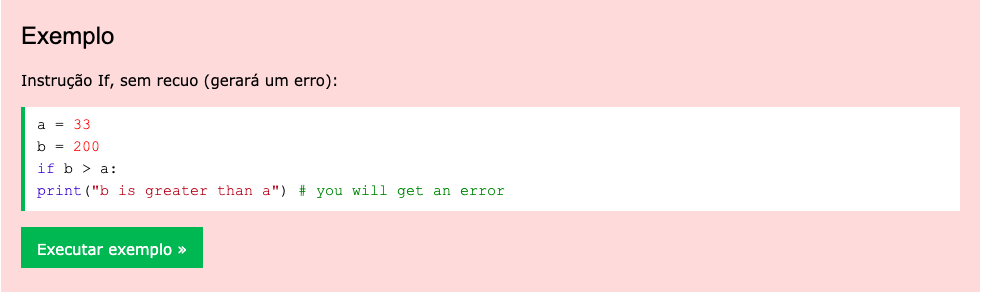 Exemplo
Instrução If, sem recuo (gerará um erro):
a = 33
b = 200
if b > a:
print("b is greater than a") # you will get an error
Executar exemplo »